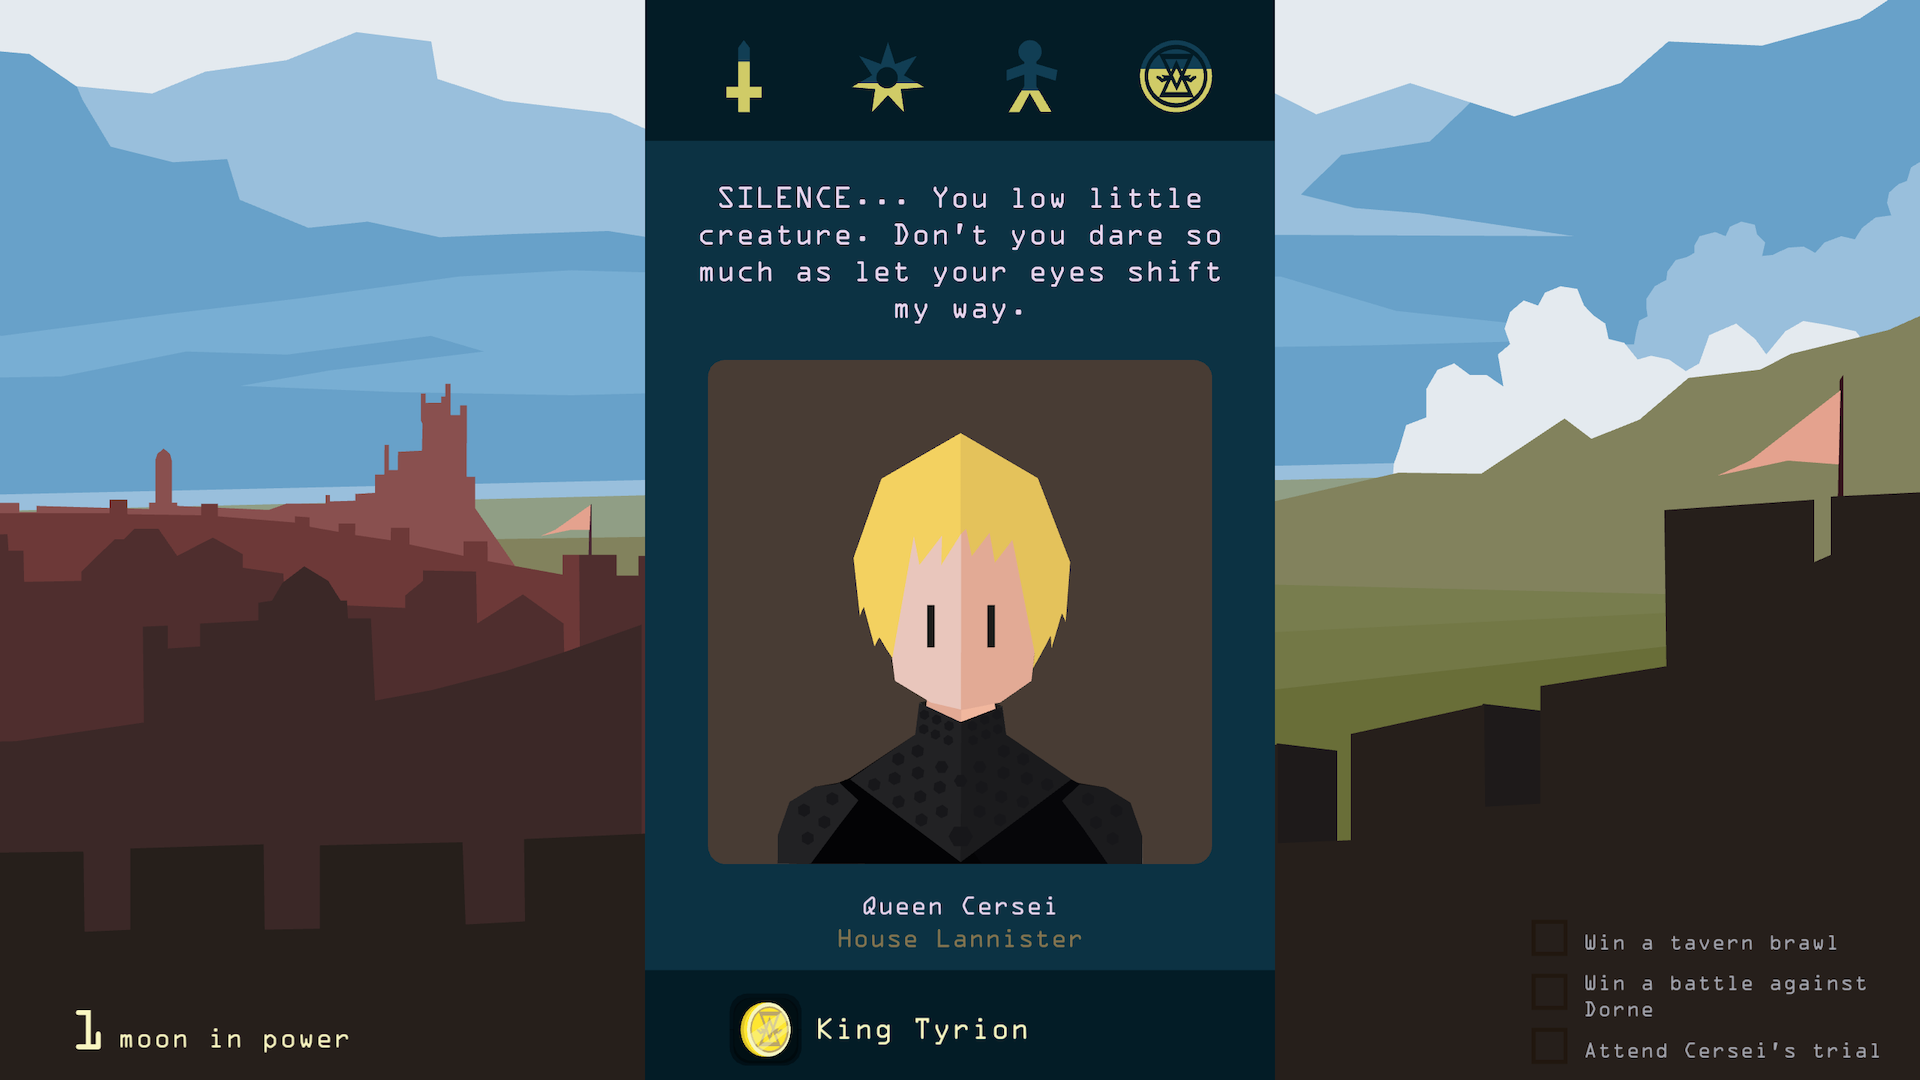 SILENCE... You low little
creature. Don't you dare so
much as let your eyes shift
my way.
Queen Cersei
House Lannister
King Tyrion
1 moon in power
Win a tavern brawl
Win a battle against
Dorne
Attend Cersei's trial